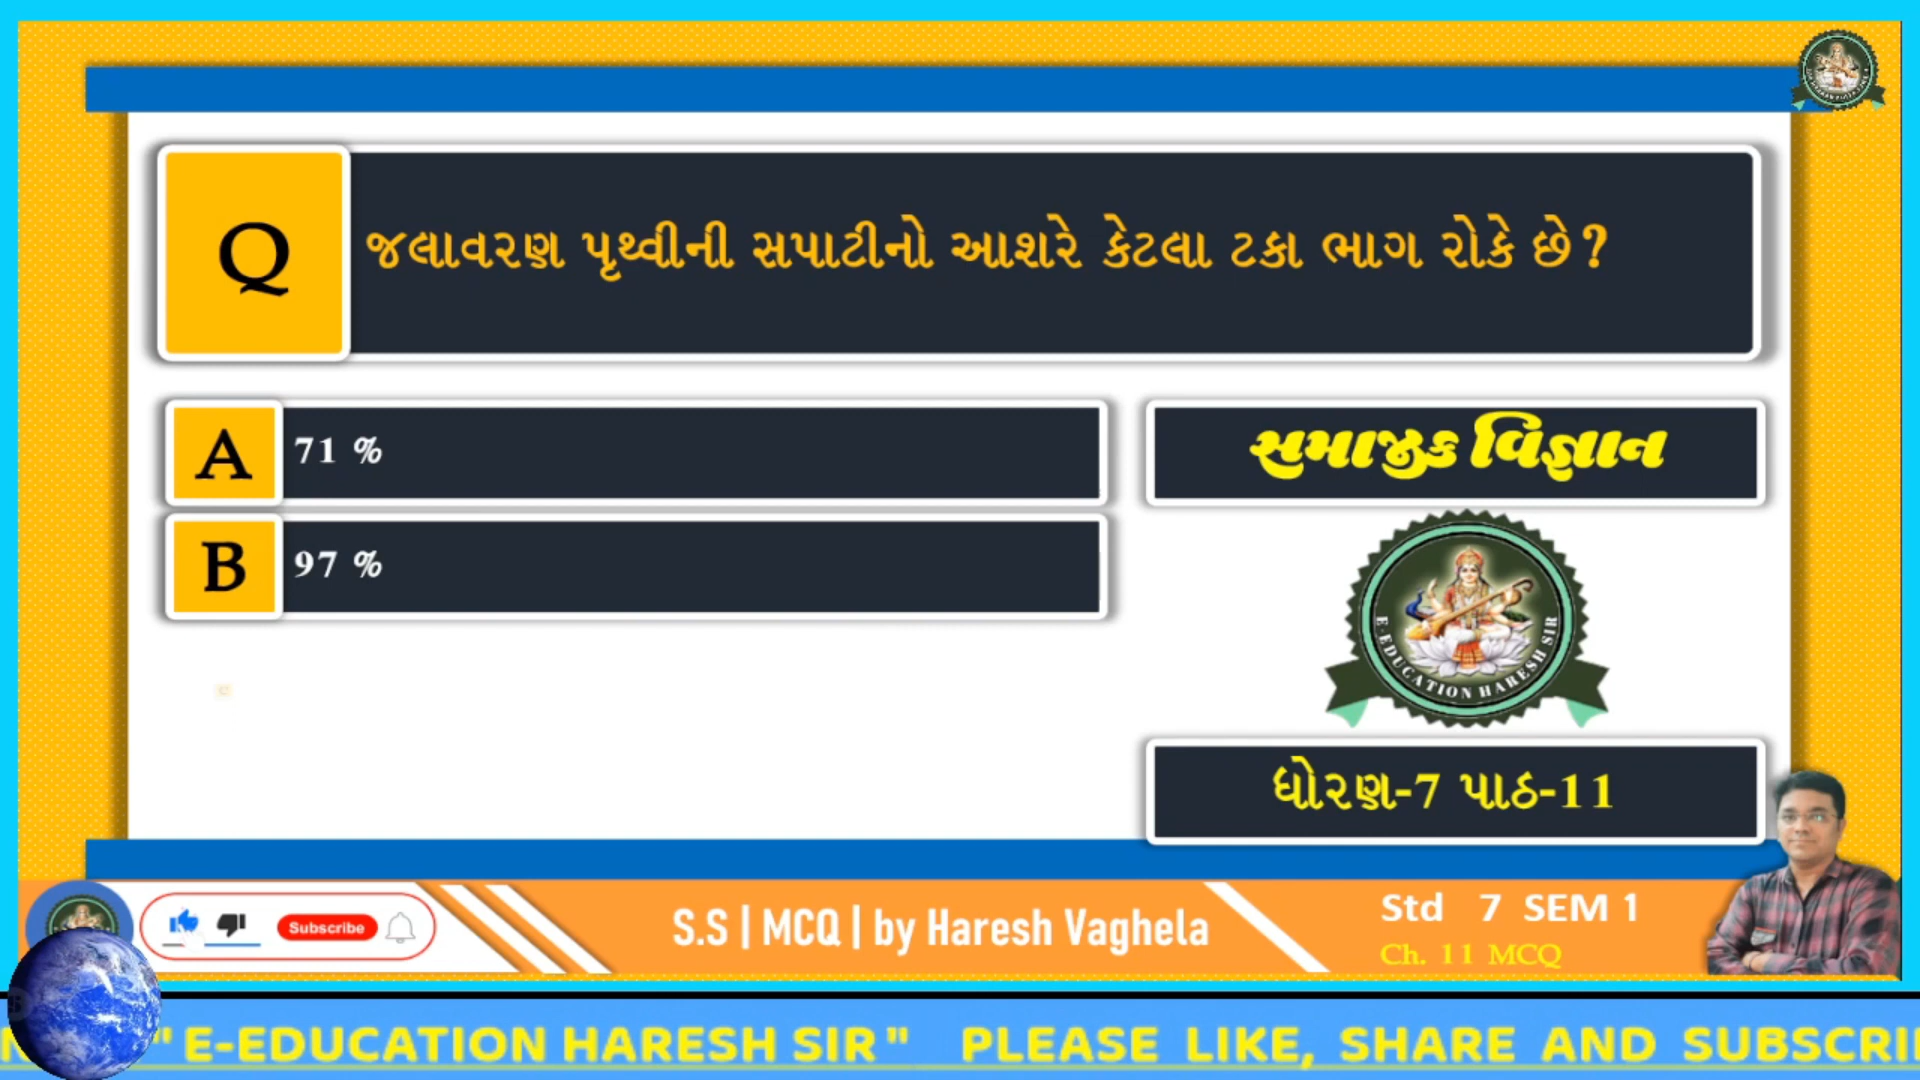 Q
જલાવરણ પૃથ્વીની સપાટીનો આશરે કેટલા ટકા ભાગ રોકે છે?
A
71 %
સમાજીક વિજ્ઞાન
B
97 %
E-EDUCATION HARESH SIR
ધોરણ-7 પાઠ-11
Subscribe
S.S | MCQ | by Haresh Vaghela
Std 7 SEM 1
Ch. 11 MCQ
"E-EDUCATION HARESH SIR" PLEASE LIKE, SHARE AND SUBSCRI